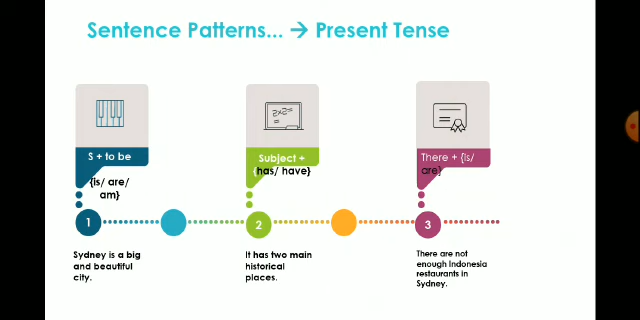 Sentence Patterns... → Present Tense
S + to be
{is/ are/
am}
Subject +
{has/ have}
There + {is/
are}
1
2
3
Sydney is a big
and beautiful
city.
It has two main
historical
places.
There are not
enough Indonesia
restaurants in
Sydney.